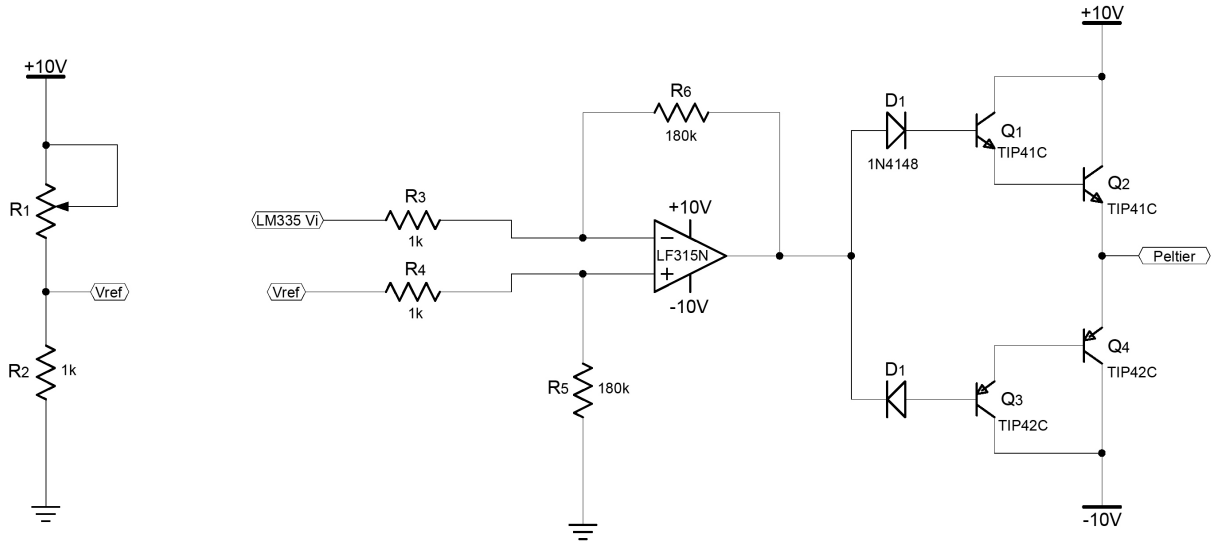 +10V
R1
Vref
R2
1k
LM335 Vi
R3
1k
Vref
R4
1k
R5
180k
R6
180k
+10V
−
LF315N
+
-10V
D1
1N4148
Q1
TIP41C
+10V
Q2
TIP41C
Peltier
D1
Q3
TIP42C
Q4
TIP42C
-10V